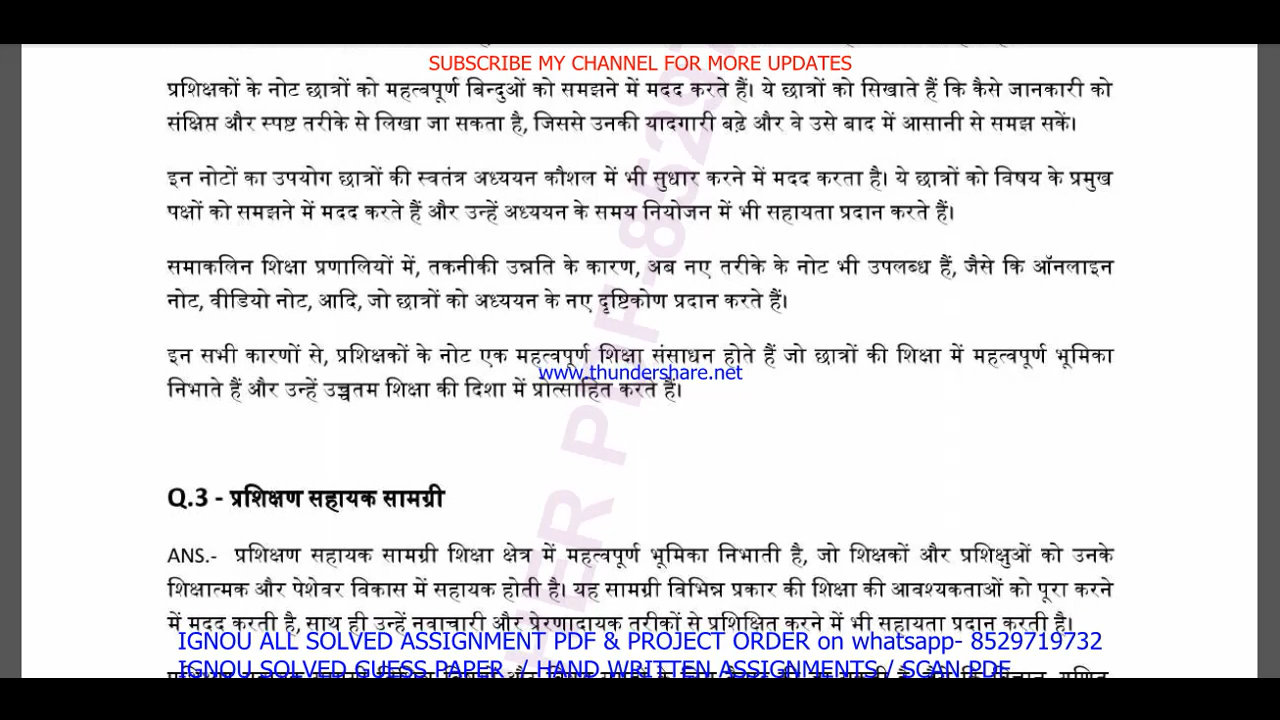 SUBSCRIBE MY CHANNEL FOR MORE UPDATES
प्रशिक्षकों के नोट छात्रों को महत्वपूर्ण बिन्दुओं को समझने में मदद करते हैं। ये छात्रों को सिखाते हैं कि कैसे जानकारी को
संक्षिप्त और स्पष्ट तरीके से लिखा जा सकता है, जिससे उनकी यादगारी बढ़े और वे उसे बाद में आसानी से समझ सकें।
इन नोटों का उपयोग छात्रों की स्वतंत्र अध्ययन कौशल में भी सुधार करने में मदद करता है। ये छात्रों को विषय के प्रमुख
पक्षों को समझने में मदद करते हैं और उन्हें अध्ययन के समय नियोजन में भी सहायता प्रदान करते हैं।
समाकलिन शिक्षा प्रणालियों में, तकनीकी उन्नति के कारण, अब नए तरीके के नोट भी उपलब्ध हैं, जैसे कि ऑनलाइन
नोट, वीडियो नोट, आदि, जो छात्रों को अध्ययन के नए दृष्टिकोण प्रदान करते हैं।
इन सभी कारणों से, प्रशिक्षकों के नोट एक महत्वपूर्ण शिक्षा संसाधन होते हैं जो छात्रों की शिक्षा में महत्वपूर्ण भूमिका
www.thundershare.net
निभाते हैं और उन्हें उच्चतम शिक्षा की दिशा में प्रोत्साहित करते हैं।
Q.3 - प्रशिक्षण सहायक सामग्री
ANS.- प्रशिक्षण सहायक सामग्री शिक्षा क्षेत्र में महत्वपूर्ण भूमिका निभाती है, जो शिक्षकों और प्रशिक्षुओं को उनके
शिक्षात्मक और पेशेवर विकास में सहायक होती है। यह सामग्री विभिन्न प्रकार की शिक्षा की आवश्यकताओं को पूरा करने
में मदद करती है, साथ ही उन्हें नवाचारी और प्रेरणादायक तरीकों से प्रशिक्षित करने में भी सहायता प्रदान करती है।
IGNOU ALL SOLVED ASSIGNMENT PDF & PROJECT ORDER on whatsapp- 8529719732
IGNOU SOLVED GUESS PAPER / HAND WRITTEN ASSIGNMENTS / SCAN PDF